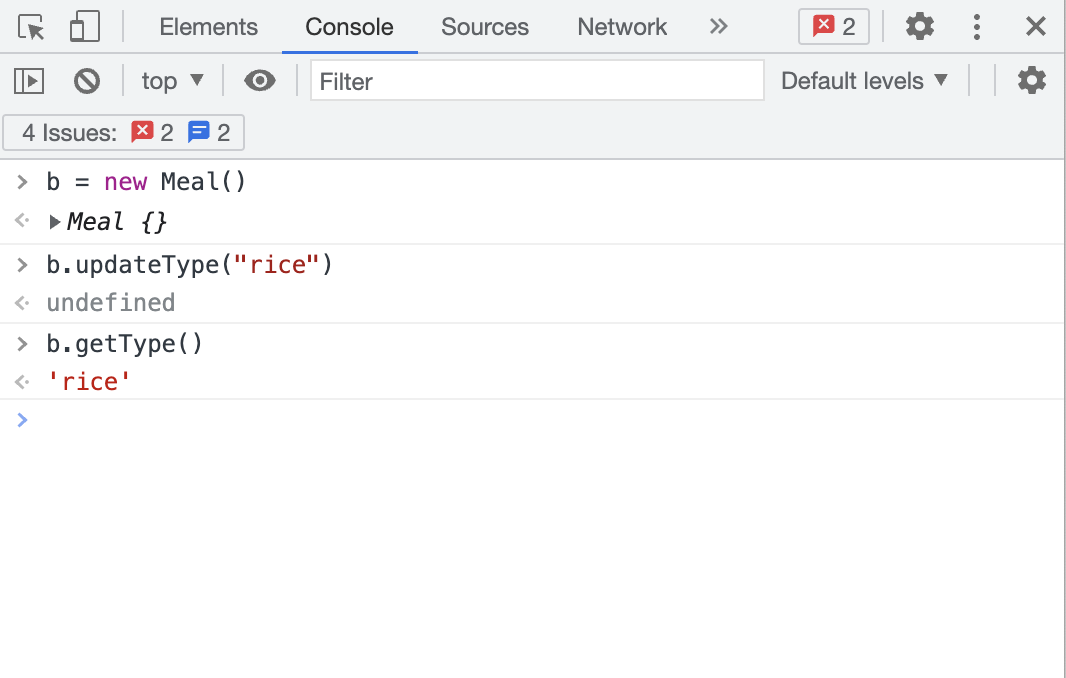 Elements Console Sources Network 2
top Filter Default levels
4 Issues: 2 2
b = new Meal()
Meal {}
b.updateType("rice")
undefined
b.getType()
'rice'